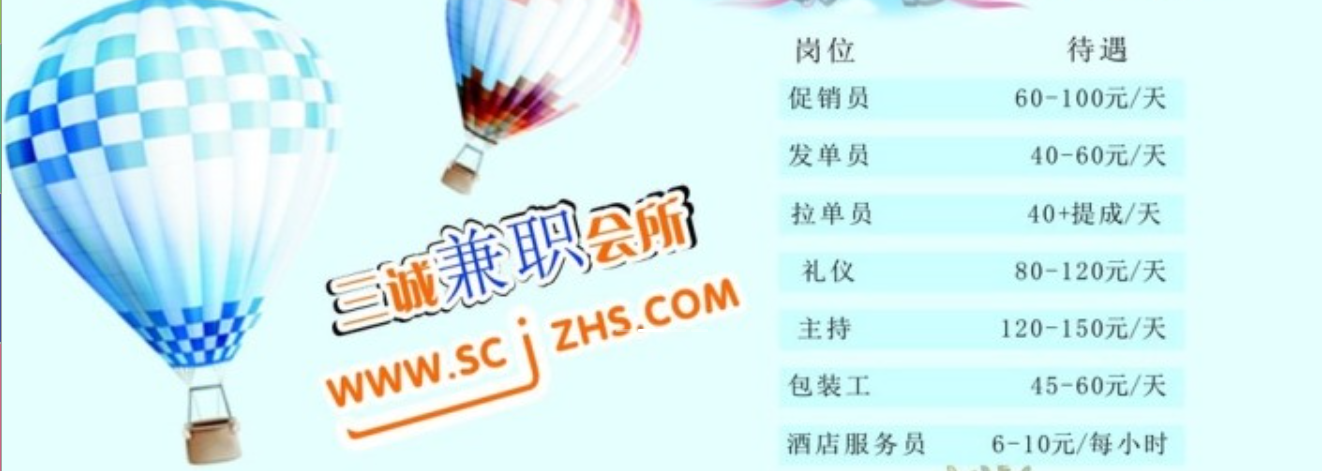 三诚兼职会所
WWW.SCjZHS.COM
岗位 待遇
促销员 60-100元/天
发单员 40-60元/天
拉单员 40+提成/天
礼仪 80-120元/天
主持 120-150元/天
包装工 45-60元/天
酒店服务员 6-10元/每小时